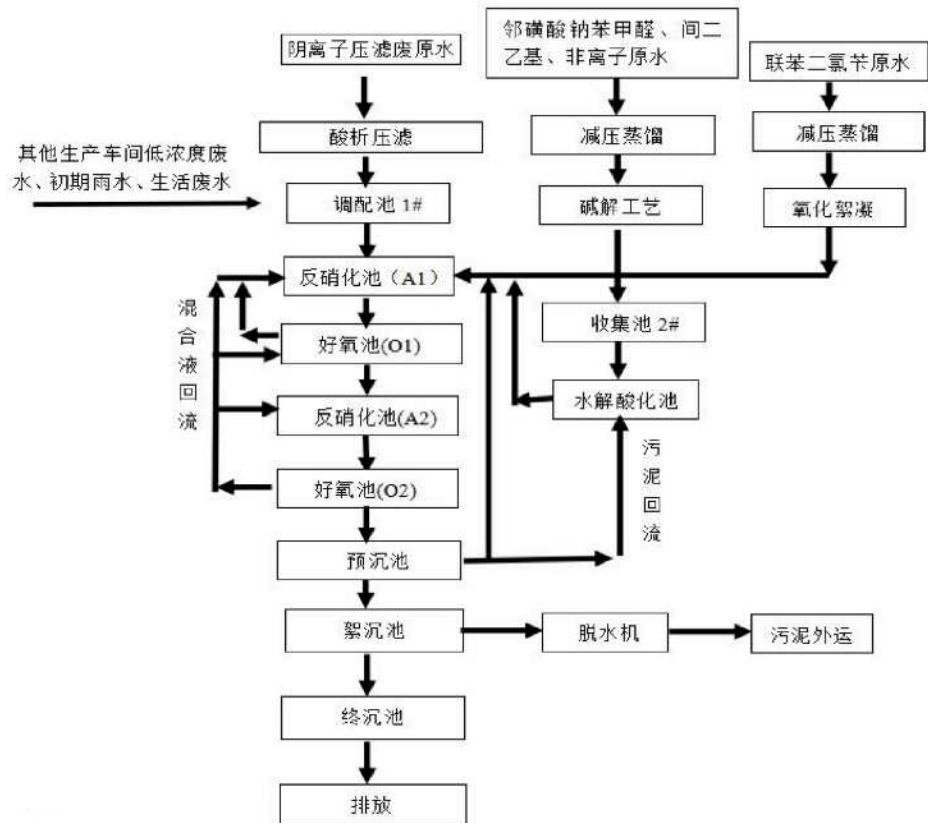 阴离子压滤废原水
邻磺酸钠苯甲醛、间二
乙基、非离子原水
联苯二氯苄原水
酸析压滤
减压蒸馏
减压蒸馏
其他生产车间低浓度废
水、初期雨水、生活废水
调配池 1#
碱解工艺
氧化絮凝
反硝化池（A1）
收集池 2#
好氧池(O1)
混合液回流
水解酸化池
反硝化池(A2)
污泥回流
好氧池(O2)
预沉池
絮沉池
脱水机
污泥外运
终沉池
排放